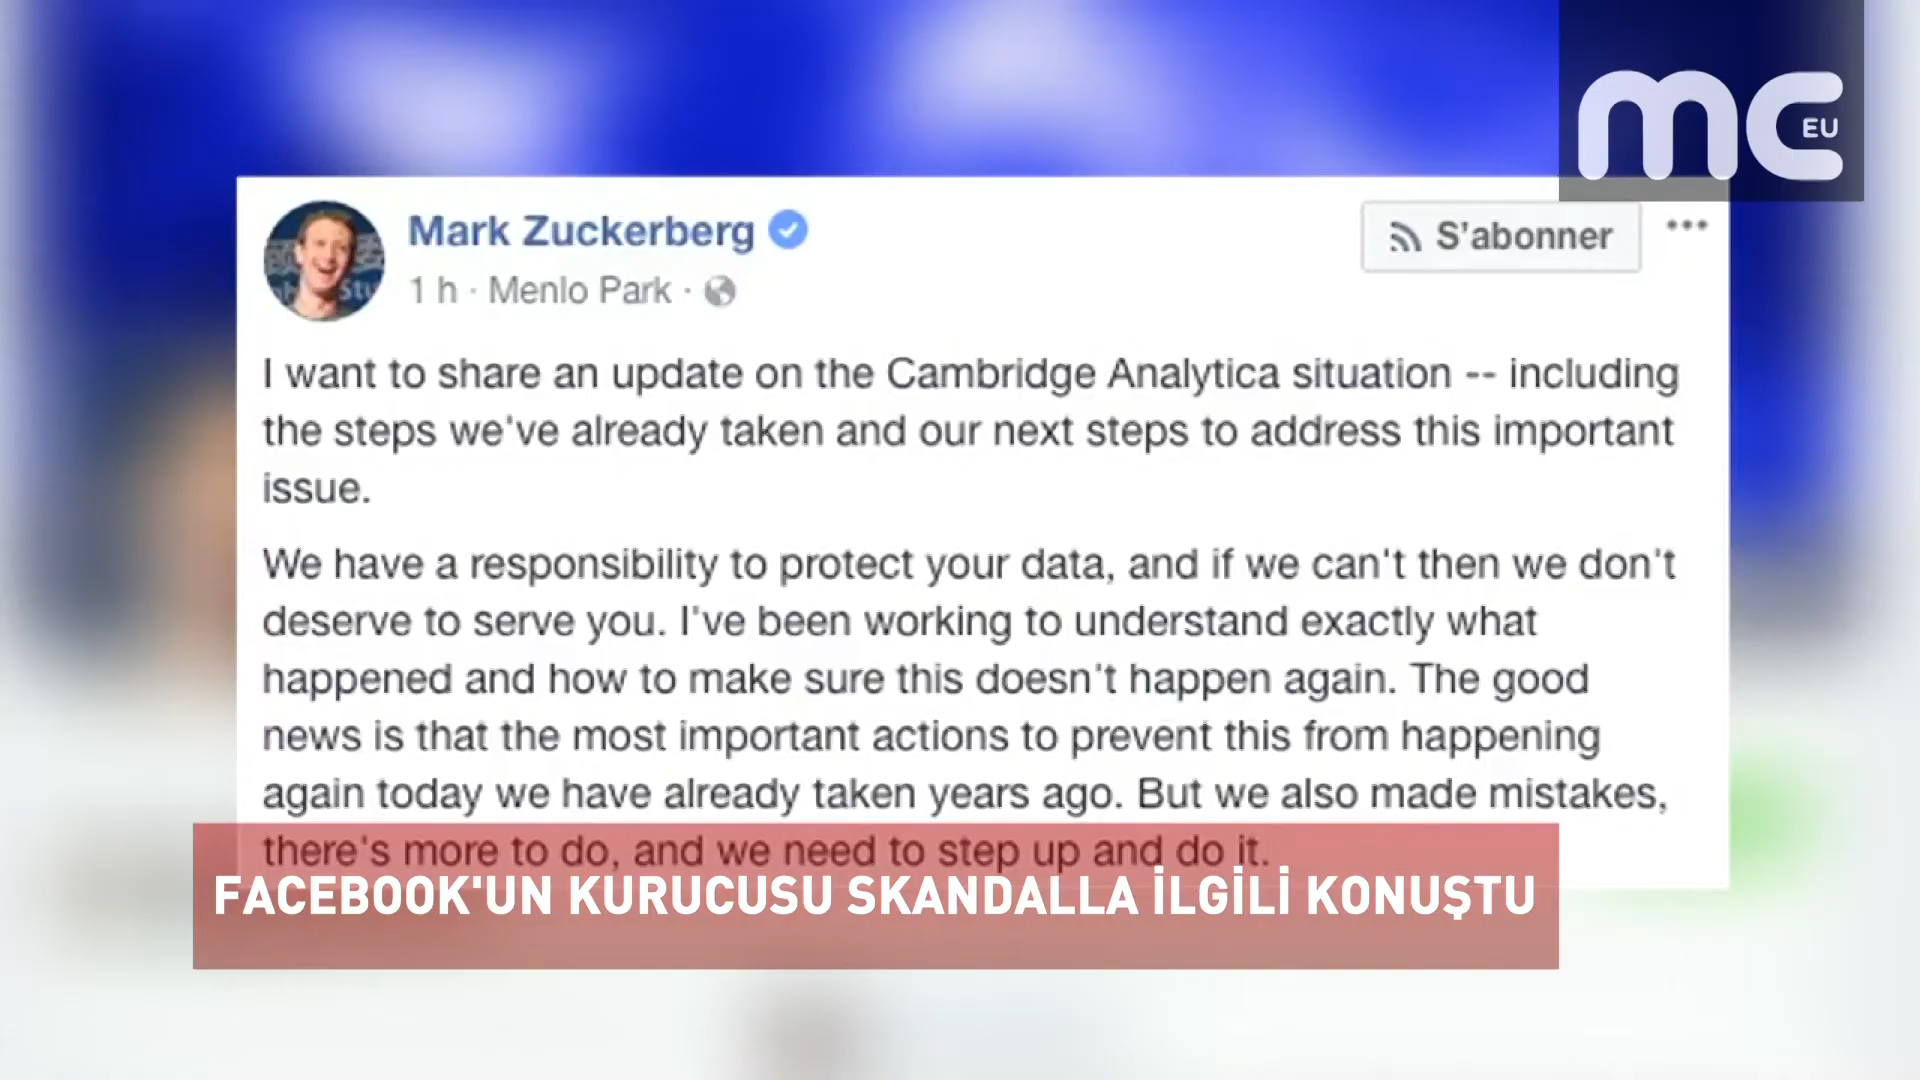 mc EU
Mark Zuckerberg
S'abonner
1 h · Menlo Park ·
I want to share an update on the Cambridge Analytica situation -- including
the steps we've already taken and our next steps to address this important
issue.
We have a responsibility to protect your data, and if we can't then we don't
deserve to serve you. I've been working to understand exactly what
happened and how to make sure this doesn't happen again. The good
news is that the most important actions to prevent this from happening
again today we have already taken years ago. But we also made mistakes,
there's more to do, and we need to step up and do it.
FACEBOOK'UN KURUCUSU SKANDALLA İLGİLİ KONUŞTU